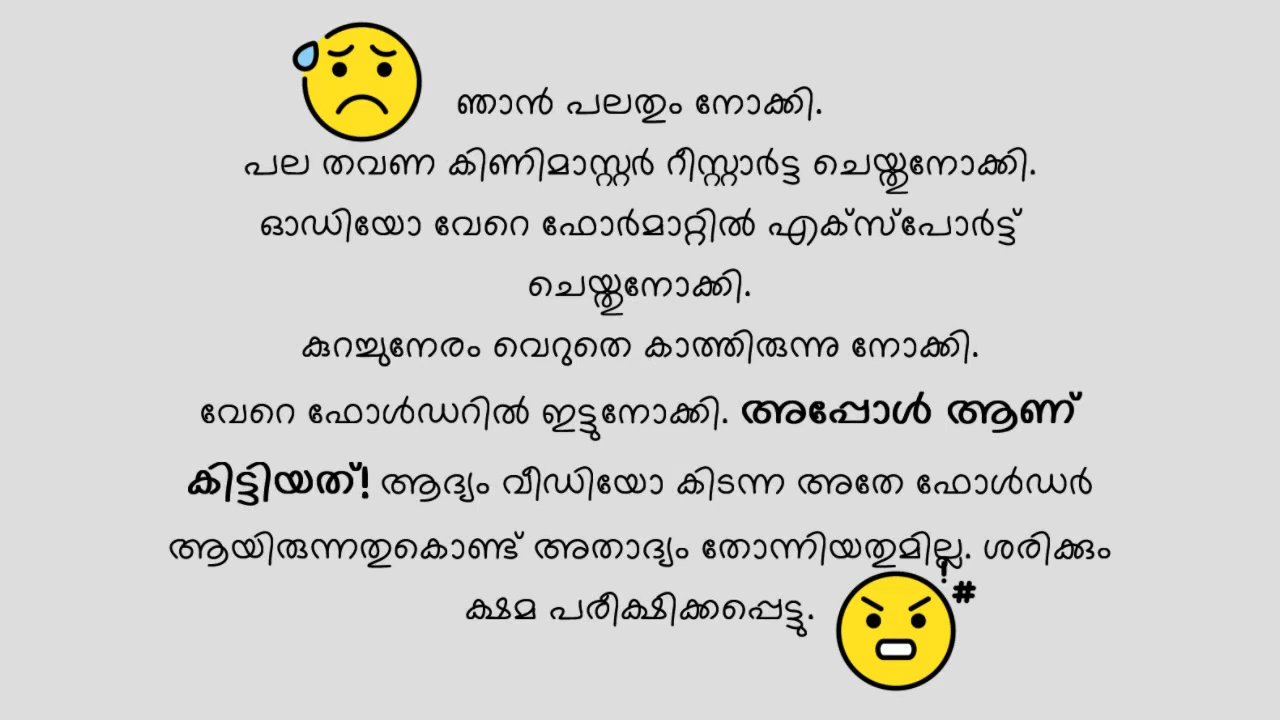 ഞാൻ പലതും നോക്കി.
പല തവണ കിണിമാസ്റ്റർ റീസ്റ്റാർട്ട ചെയ്തുനോക്കി.
ഓഡിയോ വേറെ ഫോർമാറ്റിൽ എക്സ്പോർട്ട്
ചെയ്തുനോക്കി.
കുറച്ചുനേരം വെറുതെ കാത്തിരുന്നു നോക്കി.
വേറെ ഫോൾഡറിൽ ഇട്ടുനോക്കി. അപ്പോൾ ആണ്
കിട്ടിയത്! ആദ്യം വീഡിയോ കിടന്ന അതേ ഫോൾഡർ
ആയിരുന്നതുകൊണ്ട് അതാദ്യം തോന്നിയതുമില്ല. ശരിക്കും
ക്ഷമ പരീക്ഷിക്കപ്പെട്ടു.
!#